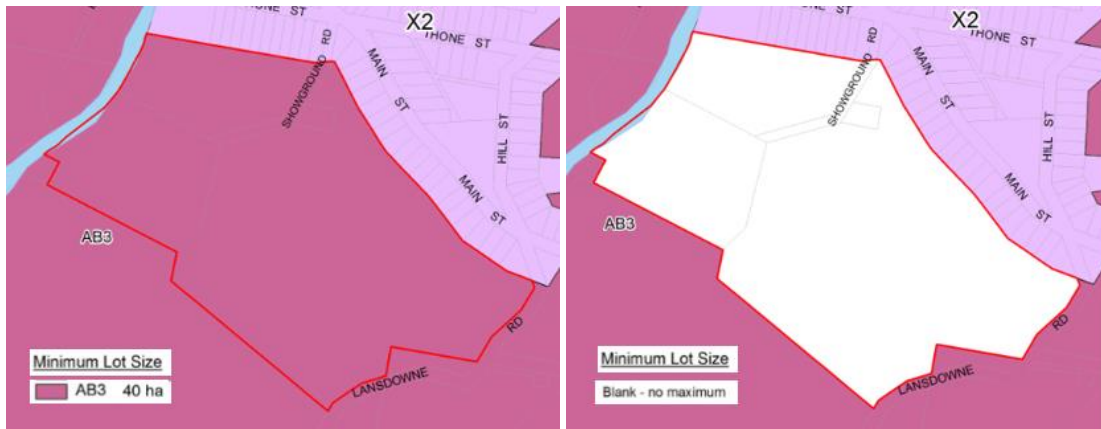 X2
THONE ST
THONE ST
SHOWGROUND RD
MAIN ST
HILL ST
MAIN ST
AB3
LANSDOWNE RD
Minimum Lot Size
AB3 40 ha
X2
THONE ST
SHOWGROUND RD
MAIN ST
HILL ST
MAIN ST
AB3
LANSDOWNE RD
Minimum Lot Size
Blank - no maximum